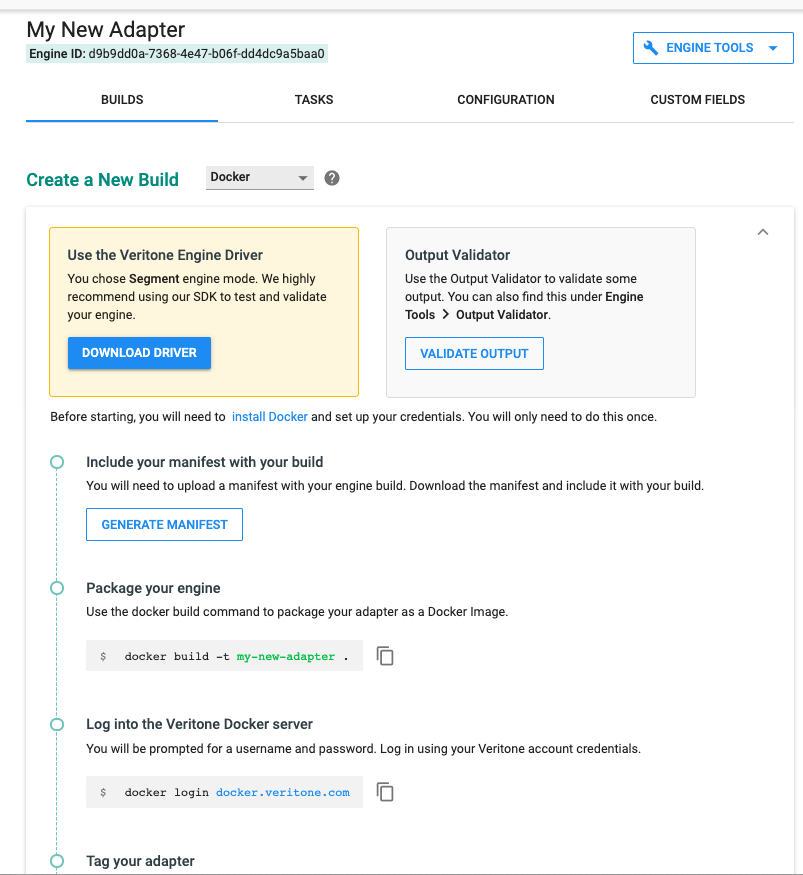 My New Adapter
Engine ID: d9b9dd0a-7368-4e47-b06f-dd4dc9a5baa0
ENGINE TOOLS
BUILDS TASKS CONFIGURATION CUSTOM FIELDS
Create a New Build Docker ?
Use the Veritone Engine Driver
You chose Segment engine mode. We highly
recommend using our SDK to test and validate
your engine.
DOWNLOAD DRIVER
Output Validator
Use the Output Validator to validate some
output. You can also find this under Engine
Tools > Output Validator.
VALIDATE OUTPUT
Before starting, you will need to install Docker and set up your credentials. You will only need to do this once.
Include your manifest with your build
You will need to upload a manifest with your engine build. Download the manifest and include it with your build.
GENERATE MANIFEST
Package your engine
Use the docker build command to package your adapter as a Docker Image.
$ docker build -t my-new-adapter .
Log into the Veritone Docker server
You will be prompted for a username and password. Log in using your Veritone account credentials.
$ docker login docker.veritone.com
Tag your adapter